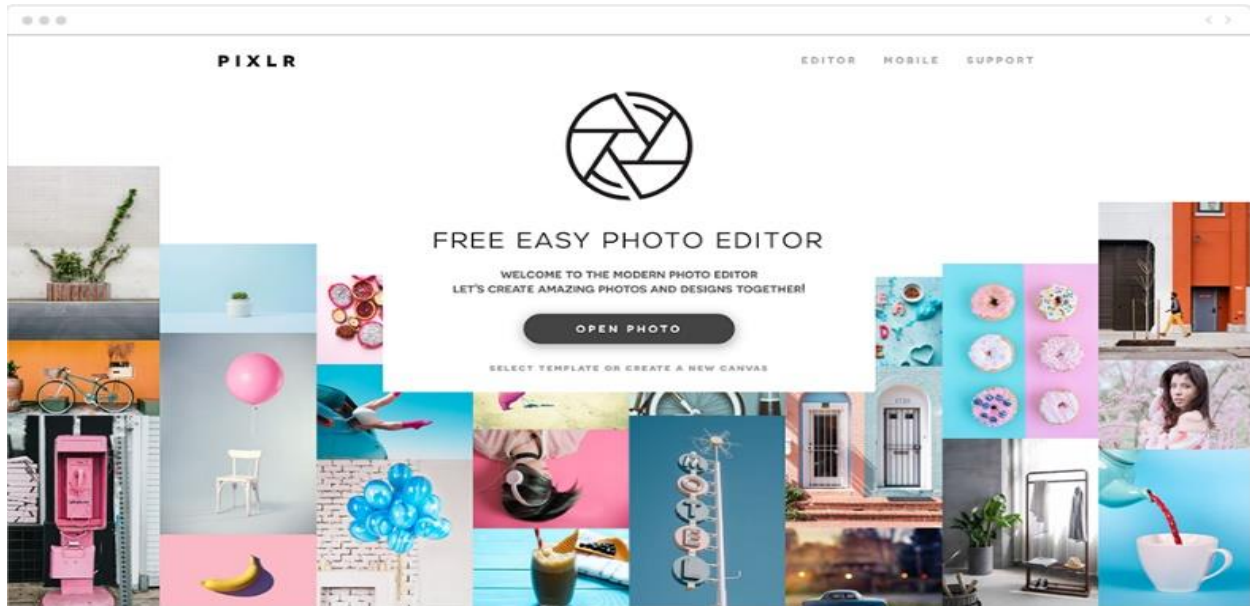 PIXLR
EDITOR MOBILE SUPPORT
FREE EASY PHOTO EDITOR
WELCOME TO THE MODERN PHOTO EDITOR
LET'S CREATE AMAZING PHOTOS AND DESIGNS TOGETHER!
OPEN PHOTO
SELECT TEMPLATE OR CREATE A NEW CANVAS
MOTEL